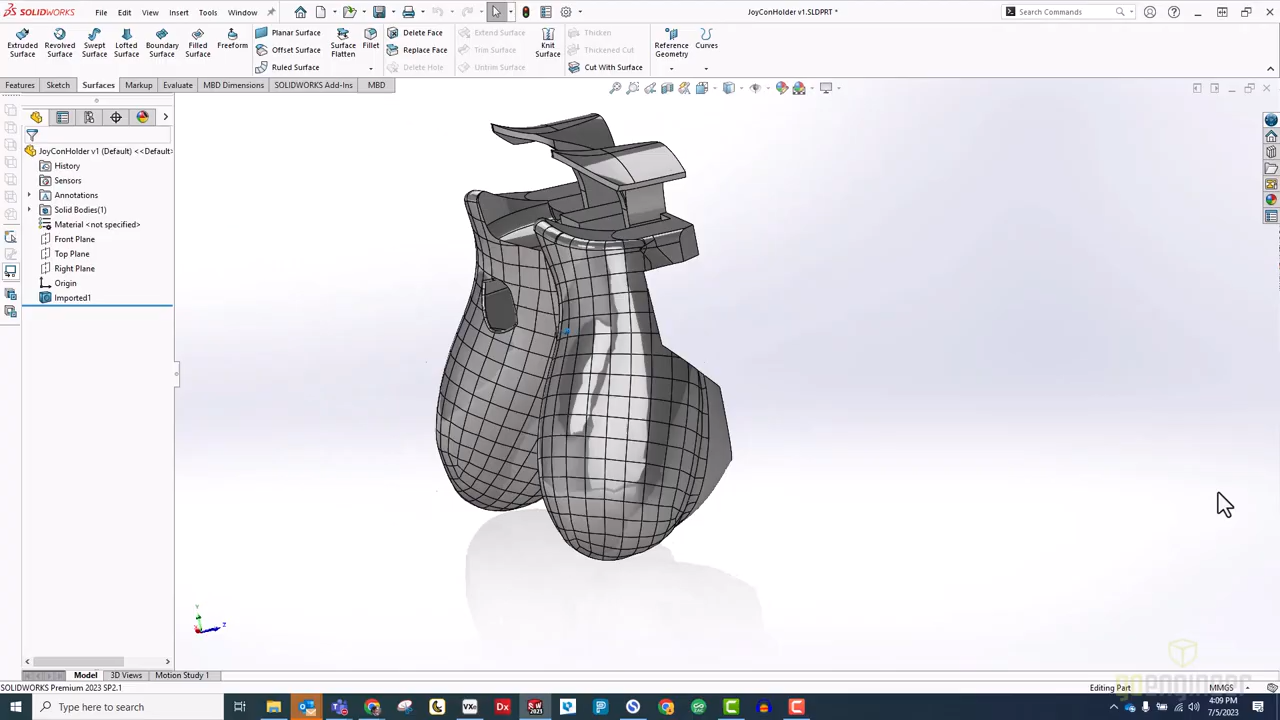 SOLIDWORKS
File
Edit
View
Insert
Tools
Window
JoyConHolder v1.SLDPRT *
Search Commands
Extruded
Surface
Revolved
Surface
Swept
Surface
Lofted
Surface
Boundary
Surface
Filled
Surface
Freeform
Planar Surface
Offset Surface
Ruled Surface
Surface
Flatten
Fillet
Delete Face
Replace Face
Delete Hole
Extend Surface
Trim Surface
Untrim Surface
Knit
Surface
Thicken
Thickened Cut
Cut With Surface
Reference
Geometry
Curves
Features
Sketch
Surfaces
Markup
Evaluate
MBD Dimensions
SOLIDWORKS Add-Ins
MBD
JoyConHolder v1 (Default) <<Default>
History
Sensors
Annotations
Solid Bodies(1)
Material <not specified>
Front Plane
Top Plane
Right Plane
Origin
Imported1
Y
Z
Model
3D Views
Motion Study 1
SOLIDWORKS Premium 2023 SP2.1
Editing Part
MMGS
GOENGINEER
Type here to search
4:09 PM
7/5/2023